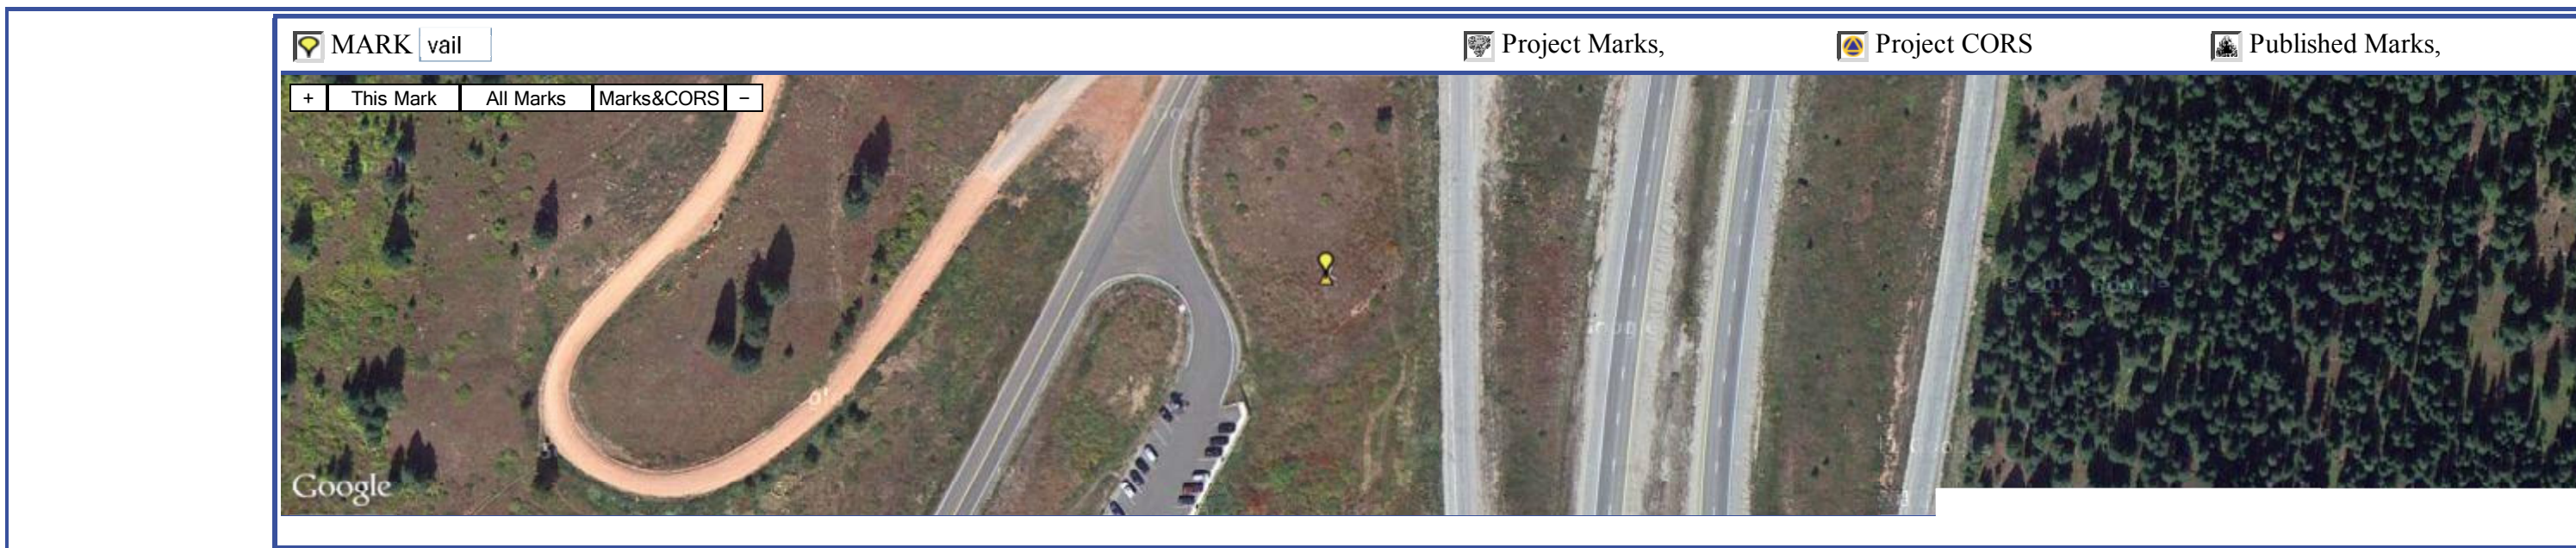 MARK vail Project Marks, Project CORS Published Marks,
+ This Mark All Marks Marks&CORS −
Google